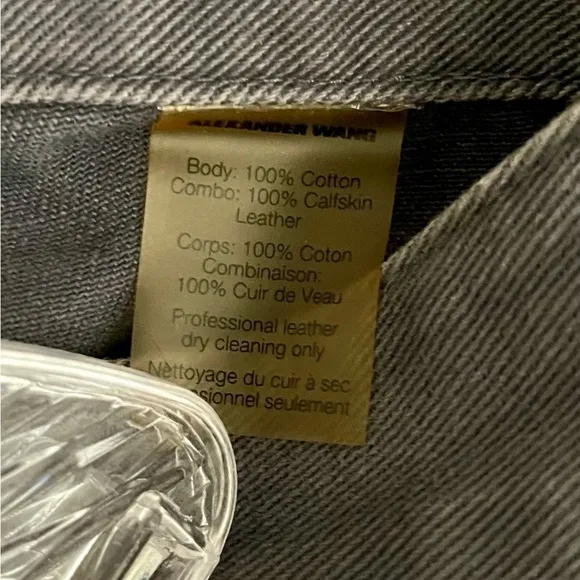 ALEXANDER WANG
Body: 100% Cotton
Combo: 100% Calfskin
Leather
Corps: 100% Coton
Combinaison:
100% Cuir de Veau
Professional leather
dry cleaning only
Nettoyage du cuir à sec
sionnel seulement